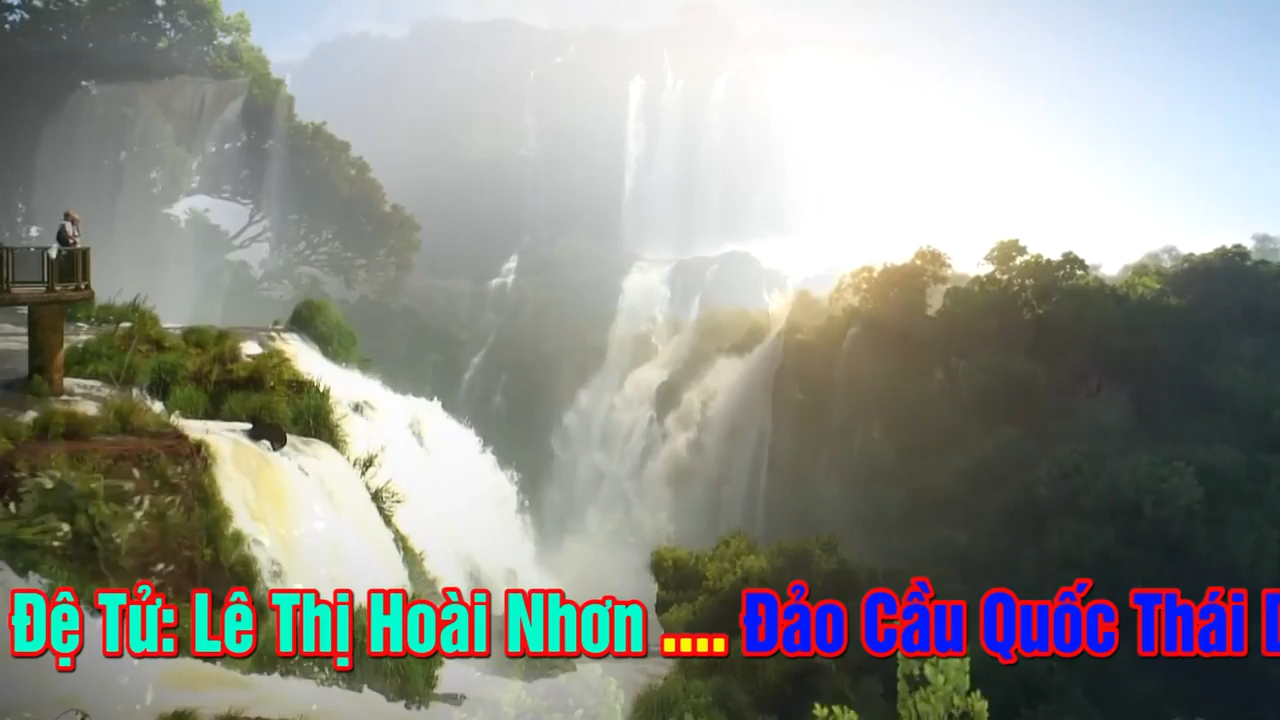 Đệ Tử: Lê Thị Hoài Nhơn .... Đảo Cầu Quốc Thái